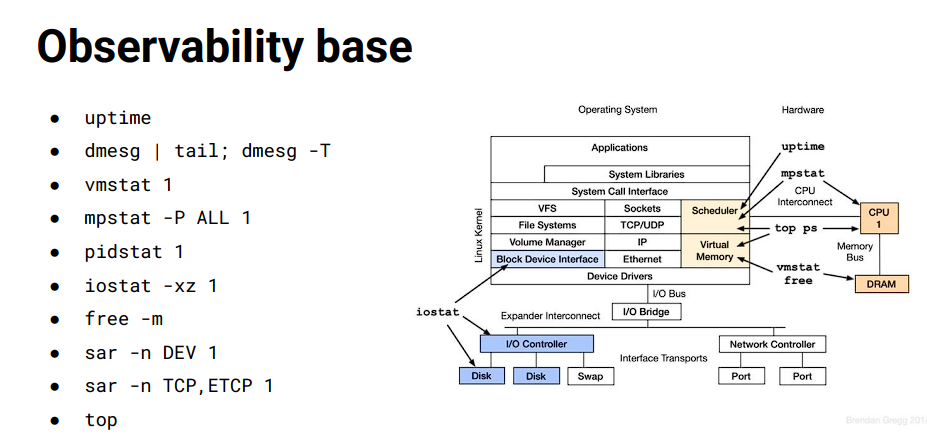 Observability base
● uptime
● dmesg | tail; dmesg -T
● vmstat 1
● mpstat -P ALL 1
● pidstat 1
● iostat -xz 1
● free -m
● sar -n DEV 1
● sar -n TCP,ETCP 1
● top
Operating System
Hardware
Applications
System Libraries
System Call Interface
Linux Kernel
VFS
Sockets
Scheduler
File Systems
TCP/UDP
Volume Manager
IP
Virtual
Memory
Block Device Interface
Ethernet
Device Drivers
uptime
mpstat
CPU
Interconnect
CPU
1
top ps
Memory
Bus
vmstat
free
DRAM
iostat
I/O Bus
I/O Bridge
Expander Interconnect
I/O Controller
Disk
Disk
Swap
Interface Transports
Network Controller
Port
Port